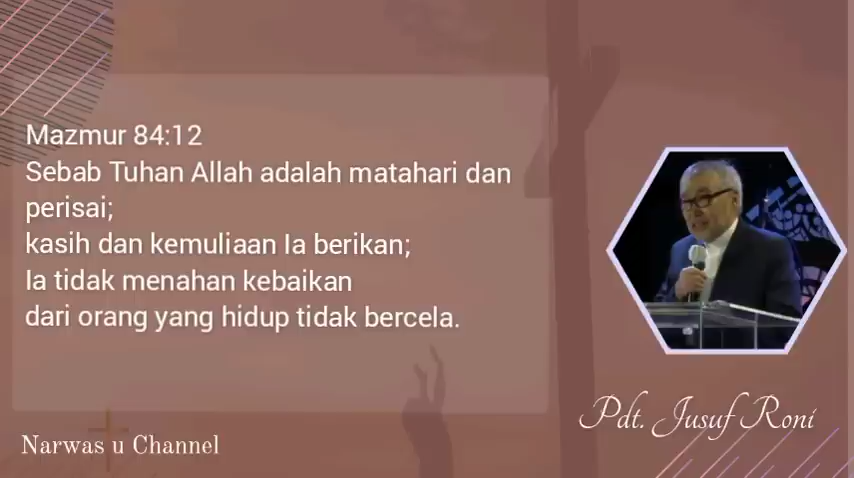 Mazmur 84:12
Sebab Tuhan Allah adalah matahari dan
perisai;
kasih dan kemuliaan Ia berikan;
Ia tidak menahan kebaikan
dari orang yang hidup tidak bercela.
Pdt. Jusuf Roni
Narwas u Channel